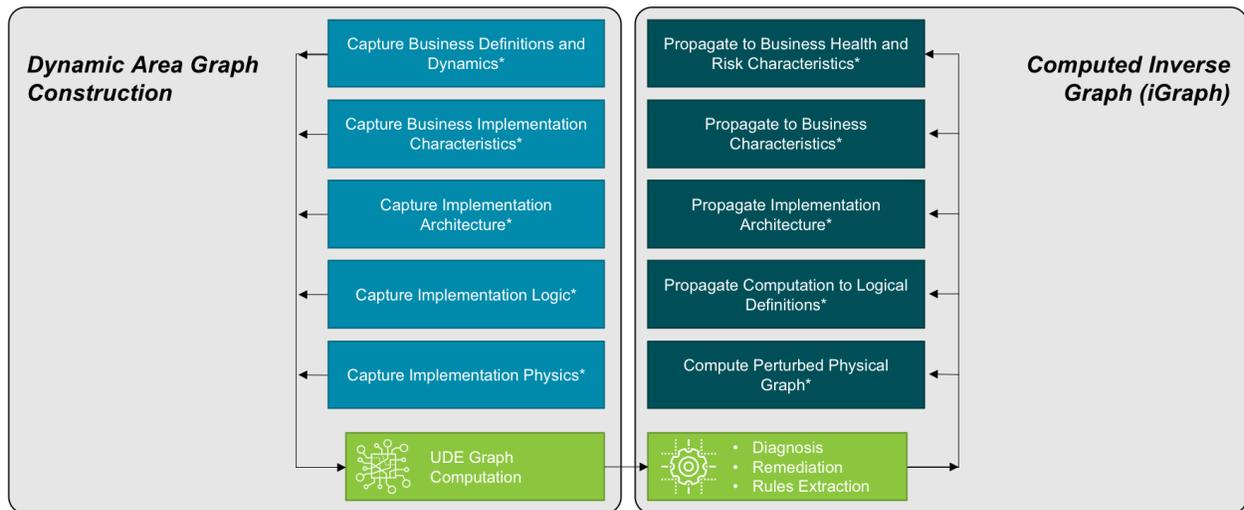 Dynamic Area Graph
Construction
Capture Business Definitions and
Dynamics*
Capture Business Implementation
Characteristics*
Capture Implementation
Architecture*
Capture Implementation Logic*
Capture Implementation Physics*
UDE Graph
Computation
Propagate to Business Health and
Risk Characteristics*
Propagate to Business
Characteristics*
Propagate Implementation
Architecture*
Propagate Computation to Logical
Definitions*
Compute Perturbed Physical
Graph*
• Diagnosis
• Remediation
• Rules Extraction
Computed Inverse
Graph (iGraph)